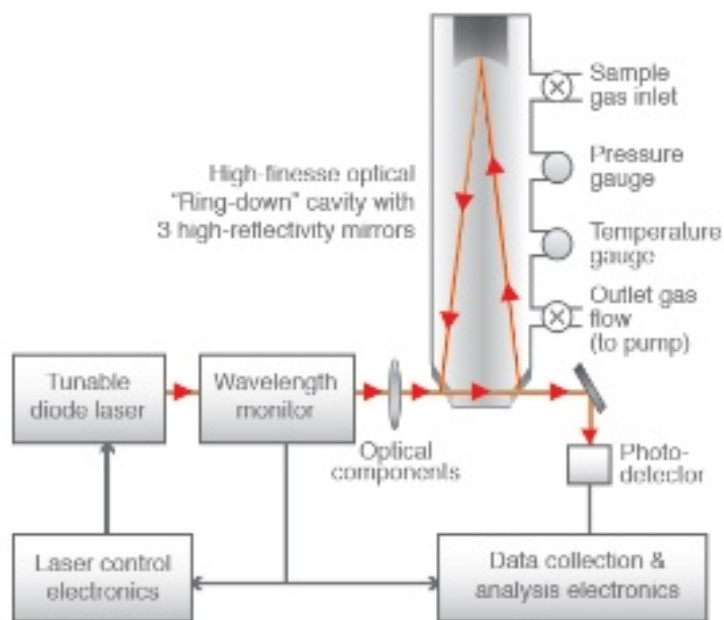 Sample
gas inlet
Pressure
gauge
High-finesse optical
“Ring-down” cavity with
3 high-reflectivity mirrors
Temperature
gauge
Outlet gas
flow
(to pump)
Tunable
diode laser
Wavelength
monitor
Optical
components
Photo-
detector
Laser control
electronics
Data collection &
analysis electronics